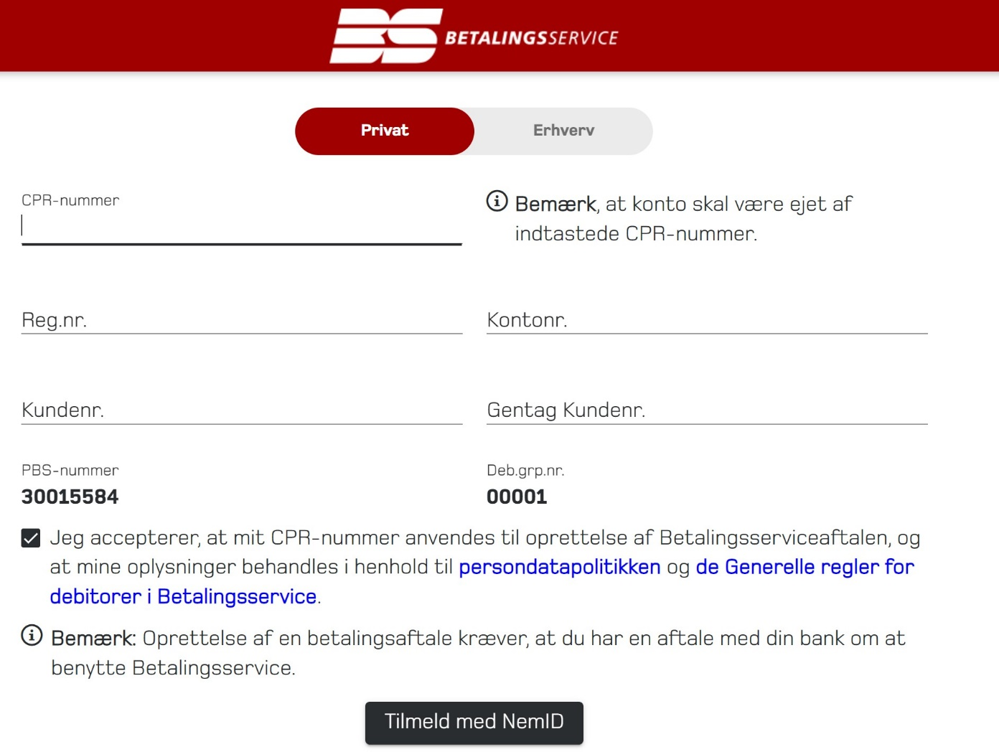 BS BETALINGSSERVICE
Privat Erhverv
CPR-nummer
Bemærk, at konto skal være ejet af
indtastede CPR-nummer.
Reg.nr. Kontonr.
Kundenr. Gentag Kundenr.
PBS-nummer Deb.grp.nr.
30015584 00001
Jeg accepterer, at mit CPR-nummer anvendes til oprettelse af Betalingsserviceaftalen, og
at mine oplysninger behandles i henhold til persondatapolitikken og de Generelle regler for
debitorer i Betalingsservice.
Bemærk: Oprettelse af en betalingsaftale kræver, at du har en aftale med din bank om at
benytte Betalingsservice.
Tilmeld med NemID